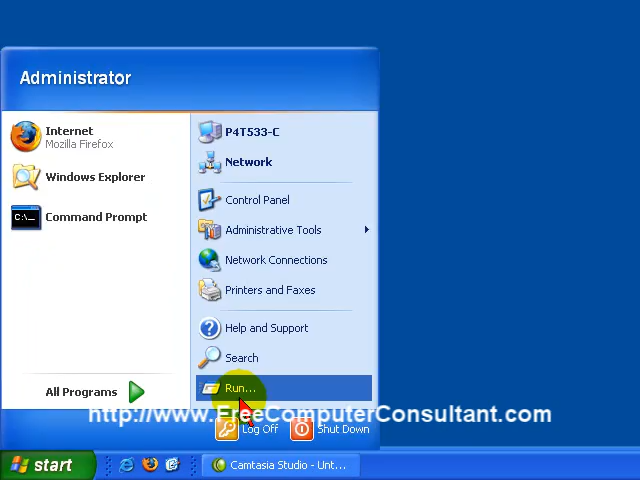 Administrator
Internet
Mozilla Firefox
Windows Explorer
C:\_
Command Prompt
All Programs
P4T533-C
Network
Control Panel
Administrative Tools
Network Connections
Printers and Faxes
Help and Support
Search
Run...
http://www.FreeComputerConsultant.com
Log Off
Shut Down
start
Camtasia Studio - Unt...